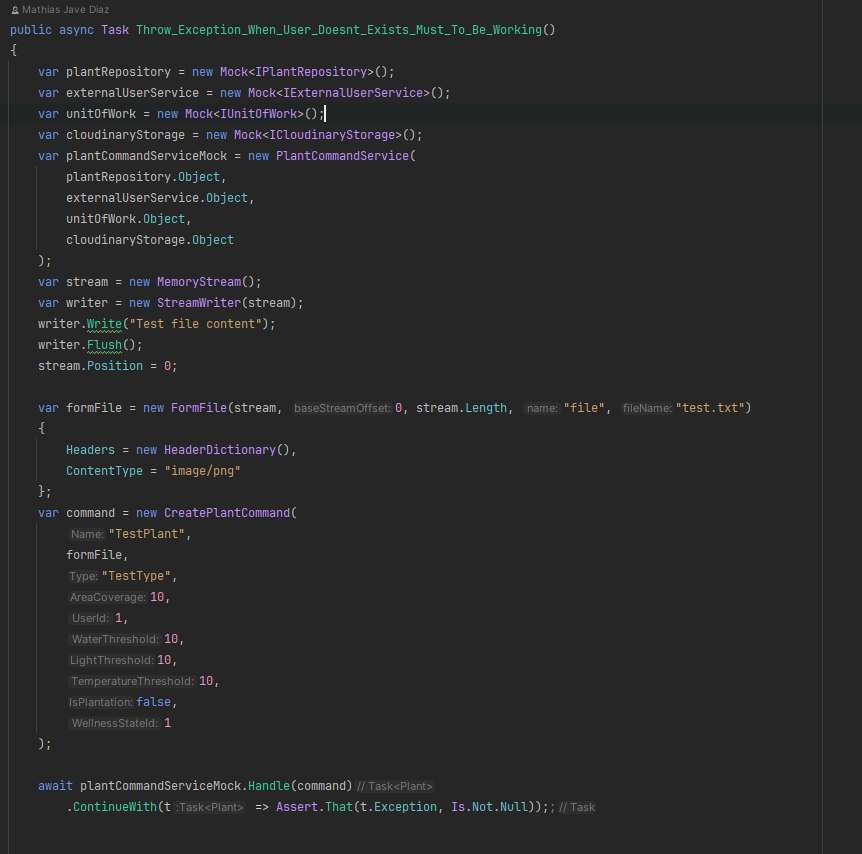 Mathias Jave Diaz
public async Task Throw_Exception_When_User_Doesnt_Exists_Must_To_Be_Working()
{
    var plantRepository = new Mock<IPlantRepository>();
    var externalUserService = new Mock<IExternalUserService>();
    var unitOfWork = new Mock<IUnitOfWork>();
    var cloudinaryStorage = new Mock<ICloudinaryStorage>();
    var plantCommandServiceMock = new PlantCommandService(
        plantRepository.Object,
        externalUserService.Object,
        unitOfWork.Object,
        cloudinaryStorage.Object
    );
    var stream = new MemoryStream();
    var writer = new StreamWriter(stream);
    writer.Write("Test file content");
    writer.Flush();
    stream.Position = 0;
    var formFile = new FormFile(stream, baseStreamOffset: 0, stream.Length, name: "file", fileName: "test.txt")
    {
        Headers = new HeaderDictionary(),
        ContentType = "image/png"
    };
    var command = new CreatePlantCommand(
        Name: "TestPlant",
        formFile,
        Type: "TestType",
        AreaCoverage: 10,
        UserId: 1,
        WaterThreshold: 10,
        LightThreshold: 10,
        TemperatureThreshold: 10,
        IsPlantation: false,
        WellnessStateId: 1
    );
    await plantCommandServiceMock.Handle(command) // Task<Plant>
        .ContinueWith(t :Task<Plant> => Assert.That(t.Exception, Is.Not.Null));; // Task